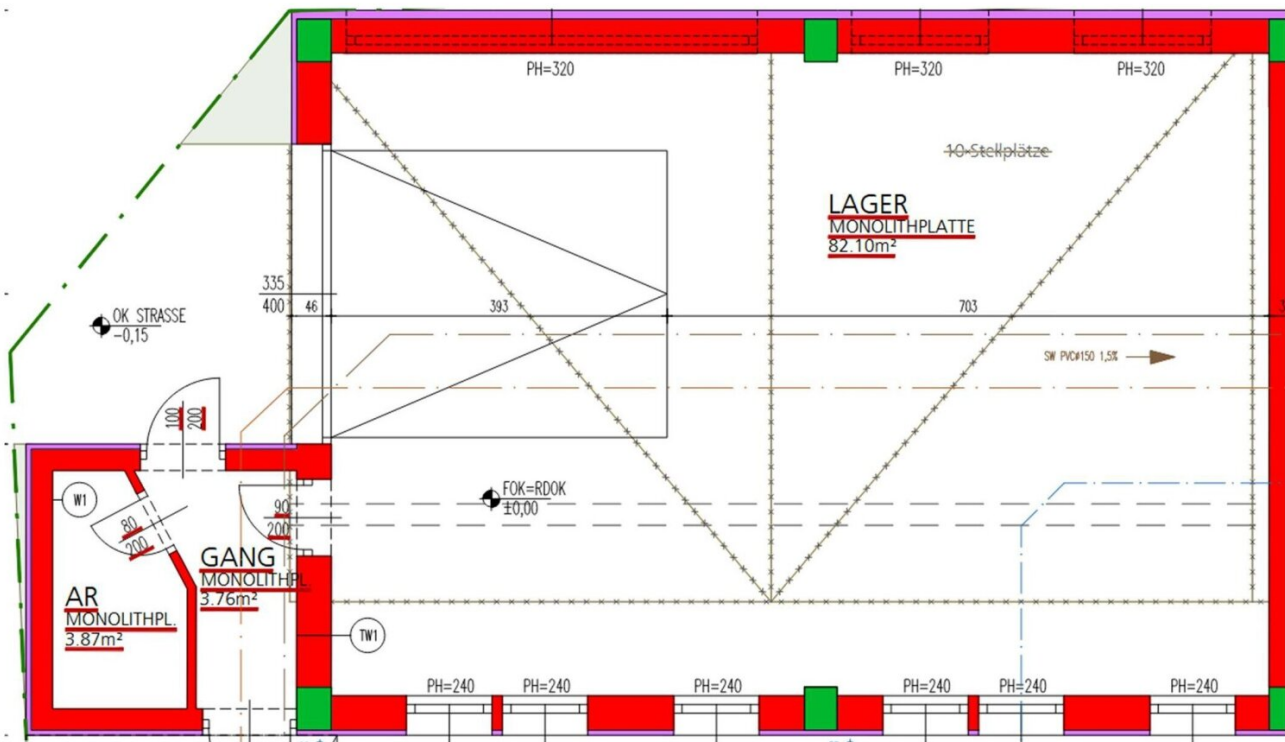 PH=320
PH=320
PH=320
10 Stellplätze
LAGER
MONOLITHPLATTE
82.10m²
335
400
46
393
703
OK STRASSE
-0,15
SW PVC#150 1,5%
100
200
W1
FOK=RDOK
±0,00
90
200
80
200
GANG
MONOLITHPL.
3.76m²
AR
MONOLITHPL.
3.87m²
TW1
PH=240
PH=240
PH=240
PH=240
PH=240
PH=240